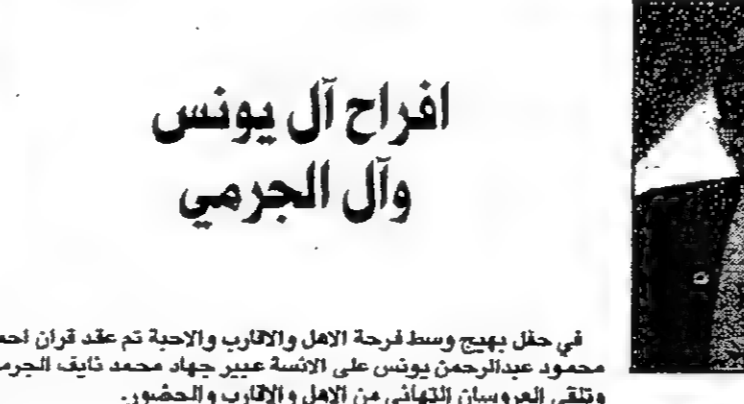 افراح آل يونس
وآل الجرمي
في حفل بهيج وسط فرحة الاهل والاقارب والاحبة تم عقد قران
محمود عبدالرحمن يونس على الانسة عبير جهاد محمد نايف
وتلقى العروسان التهاني من الاهل والاقارب والحضور.